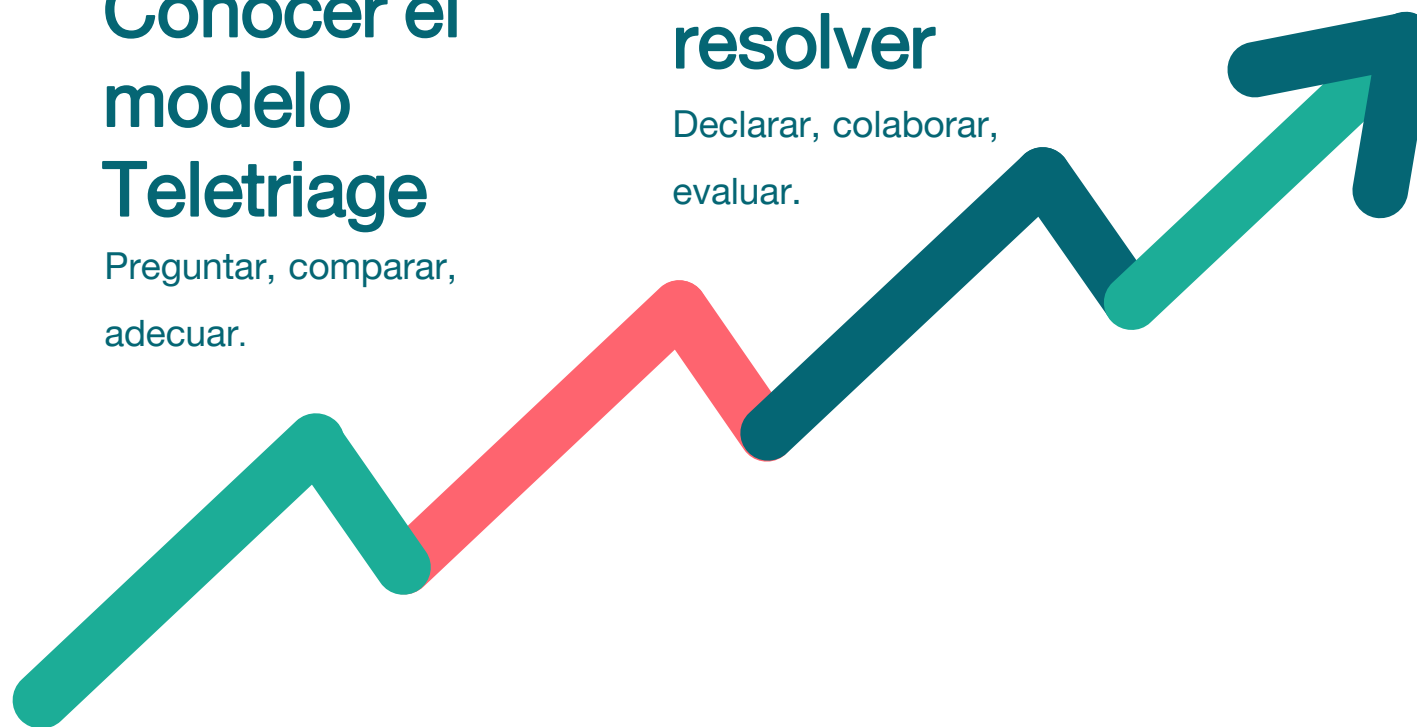 Conocer el
modelo
Teletriage
Preguntar, comparar,
adecuar.
resolver
Declarar, colaborar,
evaluar.